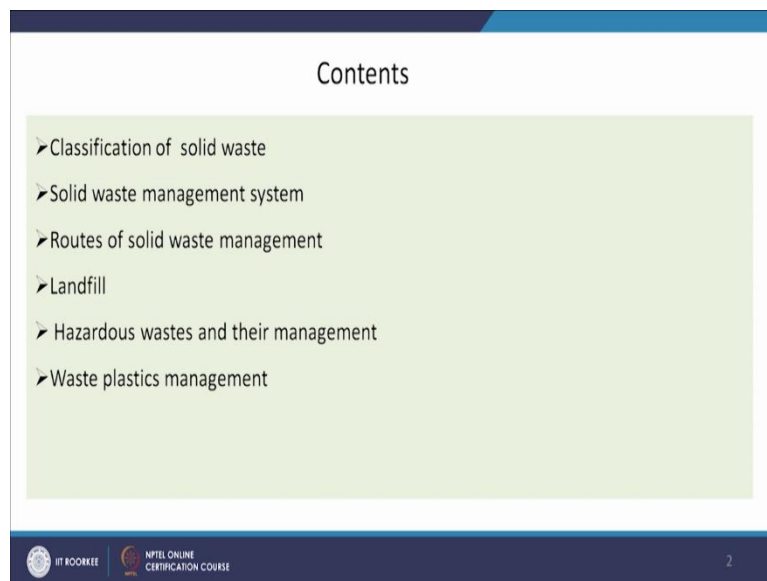 Contents
➤Classification of solid waste
➤Solid waste management system
➤Routes of solid waste management
➤Landfill
➤ Hazardous wastes and their management
➤Waste plastics management
IIT ROORKEE
NPTEL ONLINE
CERTIFICATION COURSE
2